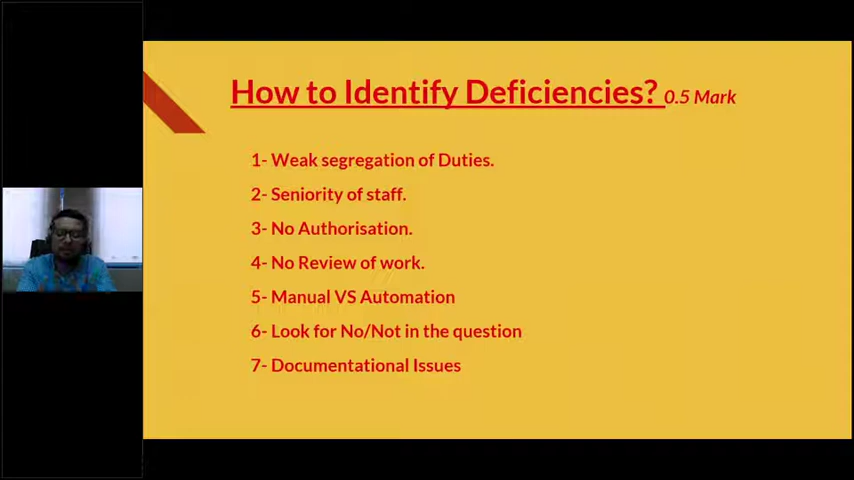 How to Identify Deficiencies? 0.5 Mark
1- Weak segregation of Duties.
2- Seniority of staff.
3- No Authorisation.
4- No Review of work.
5- Manual VS Automation
6- Look for No/Not in the question
7- Documentational Issues